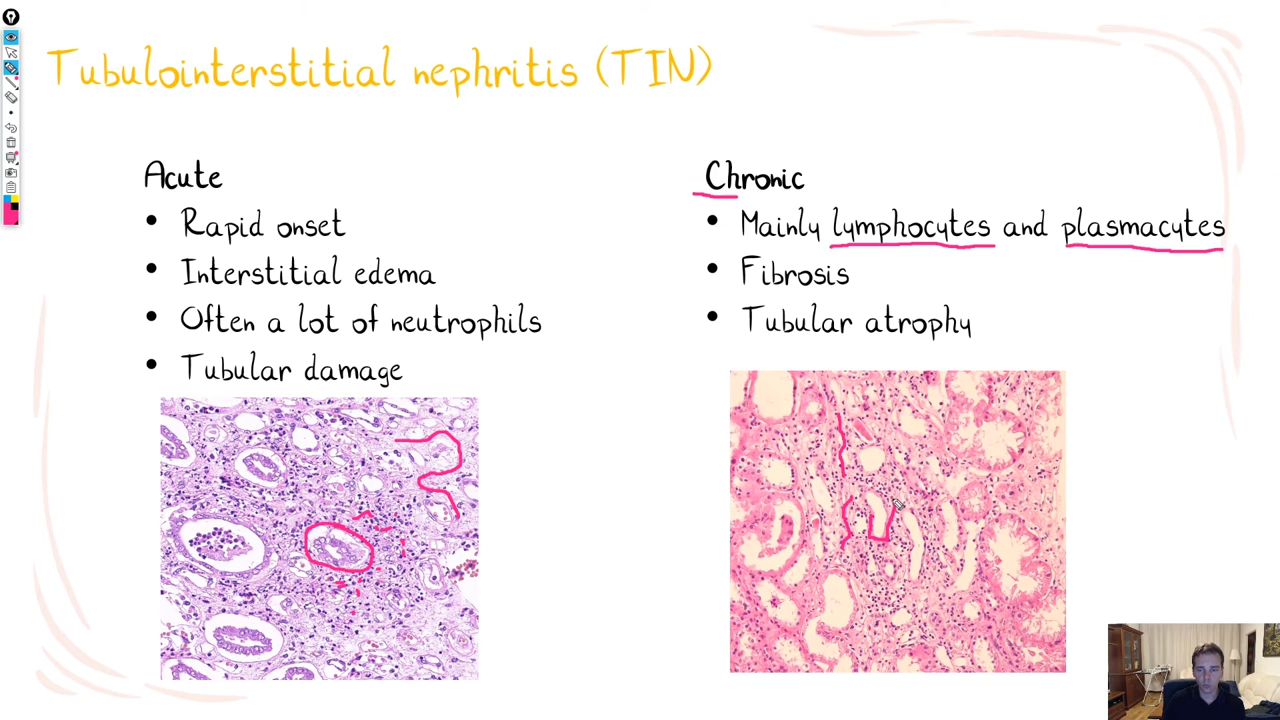 Tubulointerstitial nephritis (TIN)
Acute
• Rapid onset
• Interstitial edema
• Often a lot of neutrophils
• Tubular damage
Chronic
• Mainly lymphocytes and plasmacytes
• Fibrosis
• Tubular atrophy